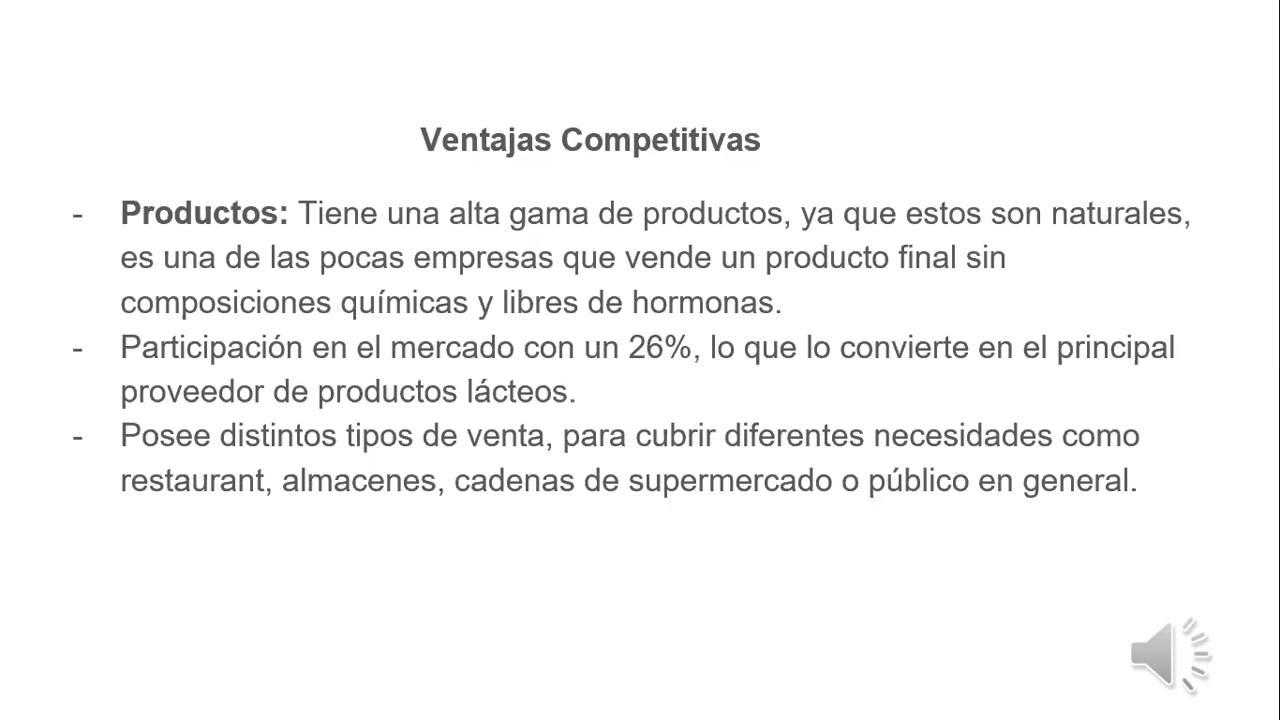 Ventajas Competitivas
- Productos: Tiene una alta gama de productos, ya que estos son naturales,
es una de las pocas empresas que vende un producto final sin
composiciones químicas y libres de hormonas.
- Participación en el mercado con un 26%, lo que lo convierte en el principal
proveedor de productos lácteos.
- Posee distintos tipos de venta, para cubrir diferentes necesidades como
restaurant, almacenes, cadenas de supermercado o público en general.